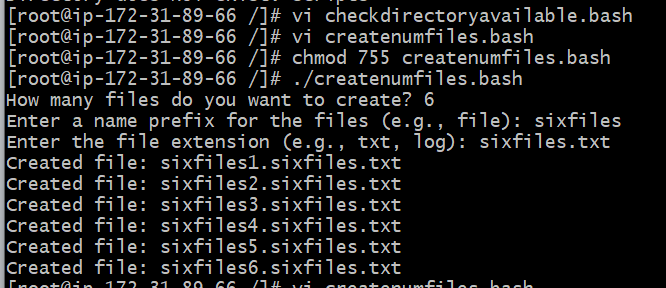 [root@ip-172-31-89-66 /]# vi checkdirectoryavailable.bash
[root@ip-172-31-89-66 /]# vi createnumfiles.bash
[root@ip-172-31-89-66 /]# chmod 755 createnumfiles.bash
[root@ip-172-31-89-66 /]# ./createnumfiles.bash
How many files do you want to create? 6
Enter a name prefix for the files (e.g., file): sixfiles
Enter the file extension (e.g., txt, log): sixfiles.txt
Created file: sixfiles1.sixfiles.txt
Created file: sixfiles2.sixfiles.txt
Created file: sixfiles3.sixfiles.txt
Created file: sixfiles4.sixfiles.txt
Created file: sixfiles5.sixfiles.txt
Created file: sixfiles6.sixfiles.txt
[root@ip-172-31-89-66 /]# vi createnumfiles.bash